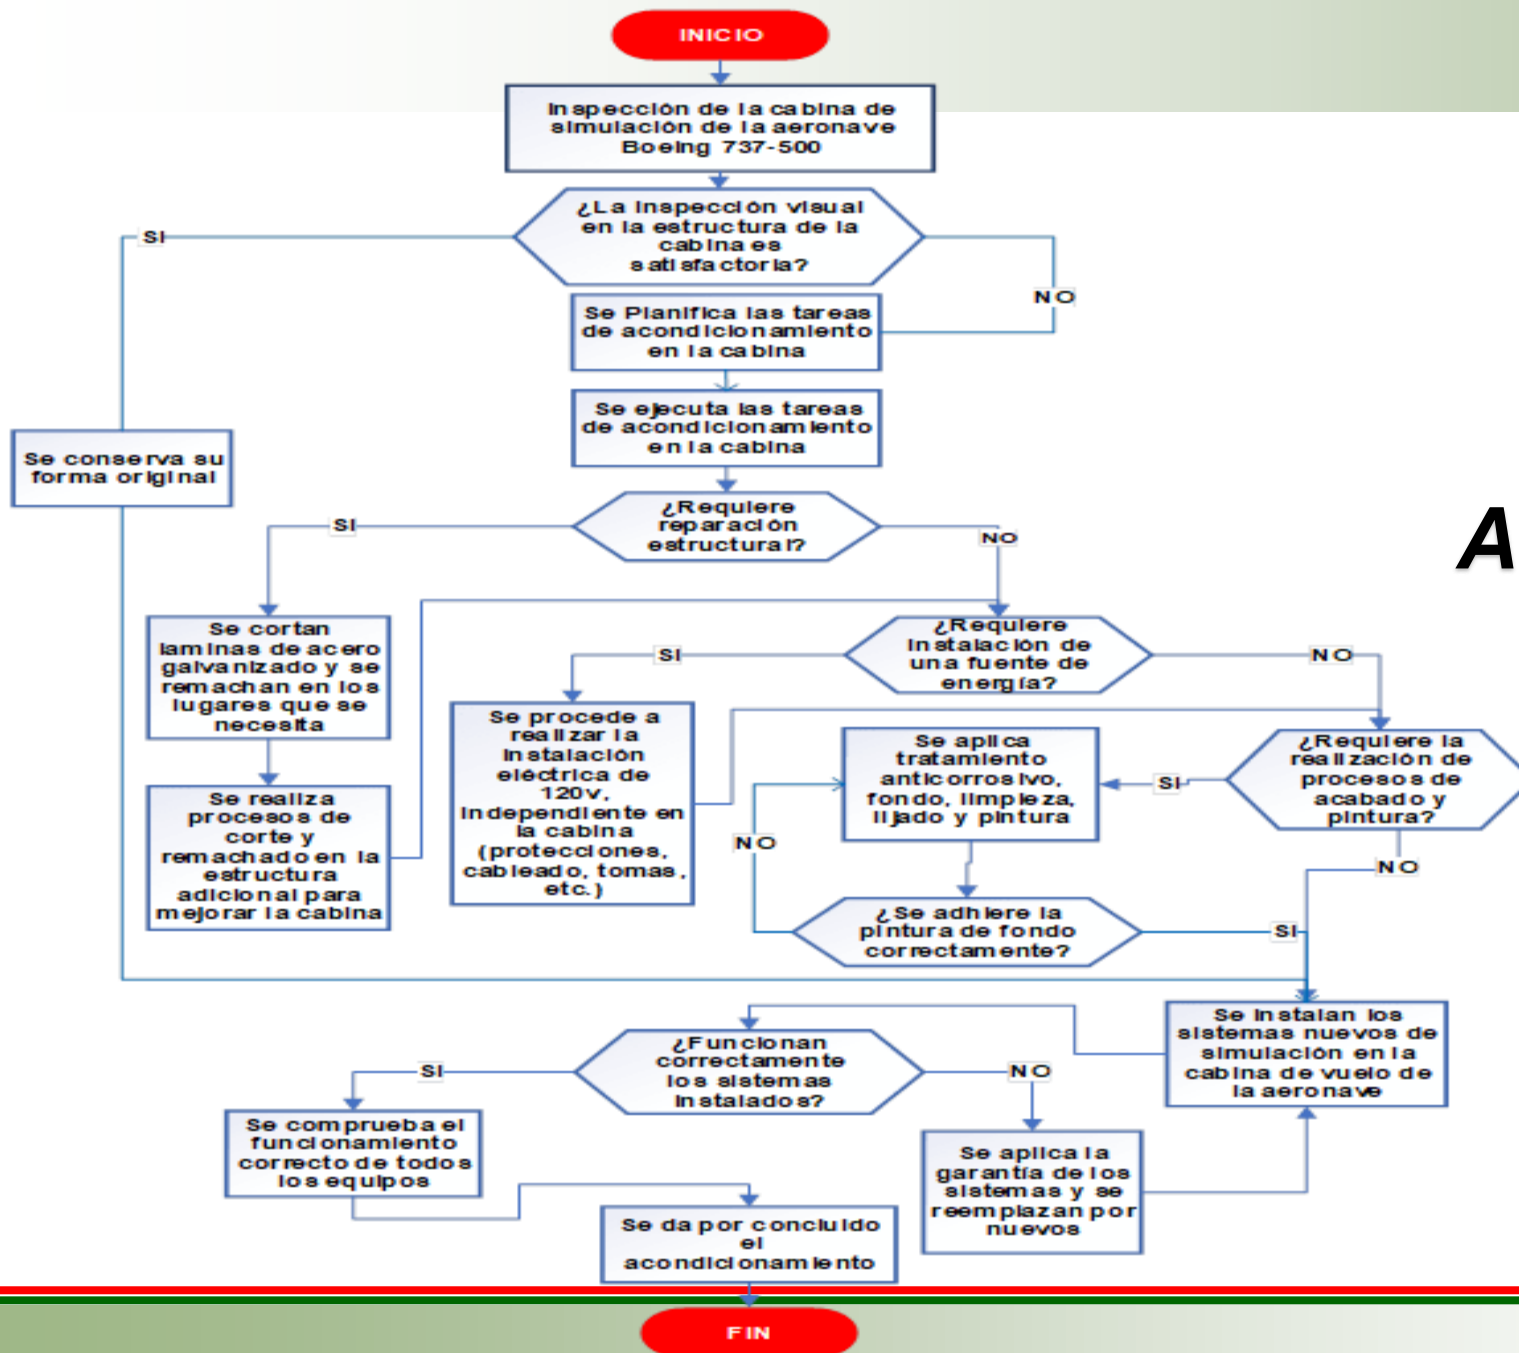 INICIO
Inspección de la cabina de
simulación de la aeronave
Boeing 737-500
¿La inspección visual
en la estructura de la
cabina es
satisfactoria?
SI
NO
Se Planifica las tareas
de acondicionamiento
en la cabina
Se ejecuta las tareas
de acondicionamiento
en la cabina
Se conserva su
forma original
¿Requiere
reparación
estructural?
SI
NO
A
Se cortan
laminas de acero
galvanizado y se
remachan en los
lugares que se
necesita
¿Requiere
instalación de
una fuente de
energía?
SI
NO
Se procede a
realizar la
instalación
eléctrica de
120v,
independiente en
la cabina
(protecciones,
cableado, tomas,
etc.)
Se aplica
tratamiento
anticorrosivo,
fondo, limpieza,
lijado y pintura
SI
¿Requiere la
realización de
procesos de
acabado y
pintura?
Se realiza
procesos de
corte y
remachado en la
estructura
adicional para
mejorar la cabina
NO
NO
¿Se adhiere la
pintura de fondo
correctamente?
SI
Se instalan los
sistemas nuevos de
simulación en la
cabina de vuelo de
la aeronave
¿Funcionan
correctamente
los sistemas
instalados?
SI
NO
Se comprueba el
funcionamiento
correcto de todos
los equipos
Se aplica la
garantía de los
sistemas y se
reemplazan por
nuevos
Se da por concluido
el
acondicionamiento
FIN